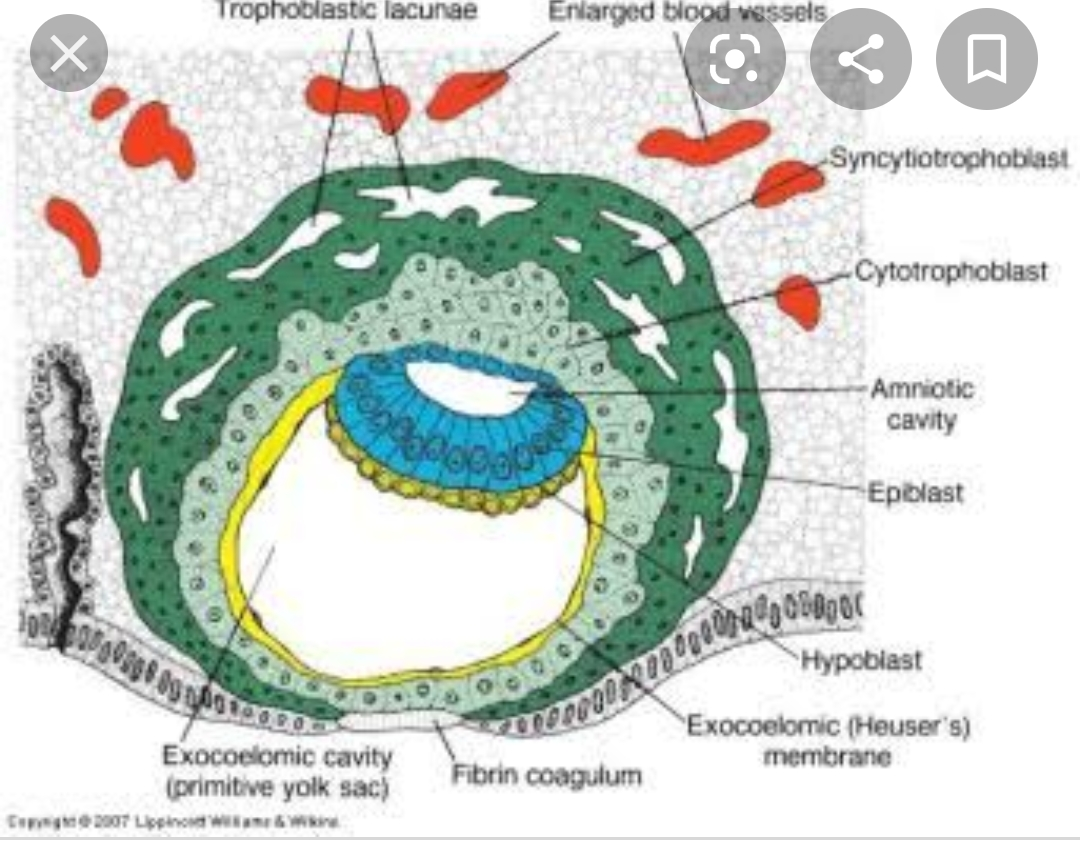 Trophoblastic lacunae
Enlarged blood vessels
Syncytiotrophoblast
Cytotrophoblast
Amniotic
cavity
Epiblast
Hypoblast
Exocoelomic (Heuser's)
membrane
Fibrin coagulum
Exocoelomic cavity
(primitive yolk sac)
Copyright © 2007 Lippincott Williams & Wilkins